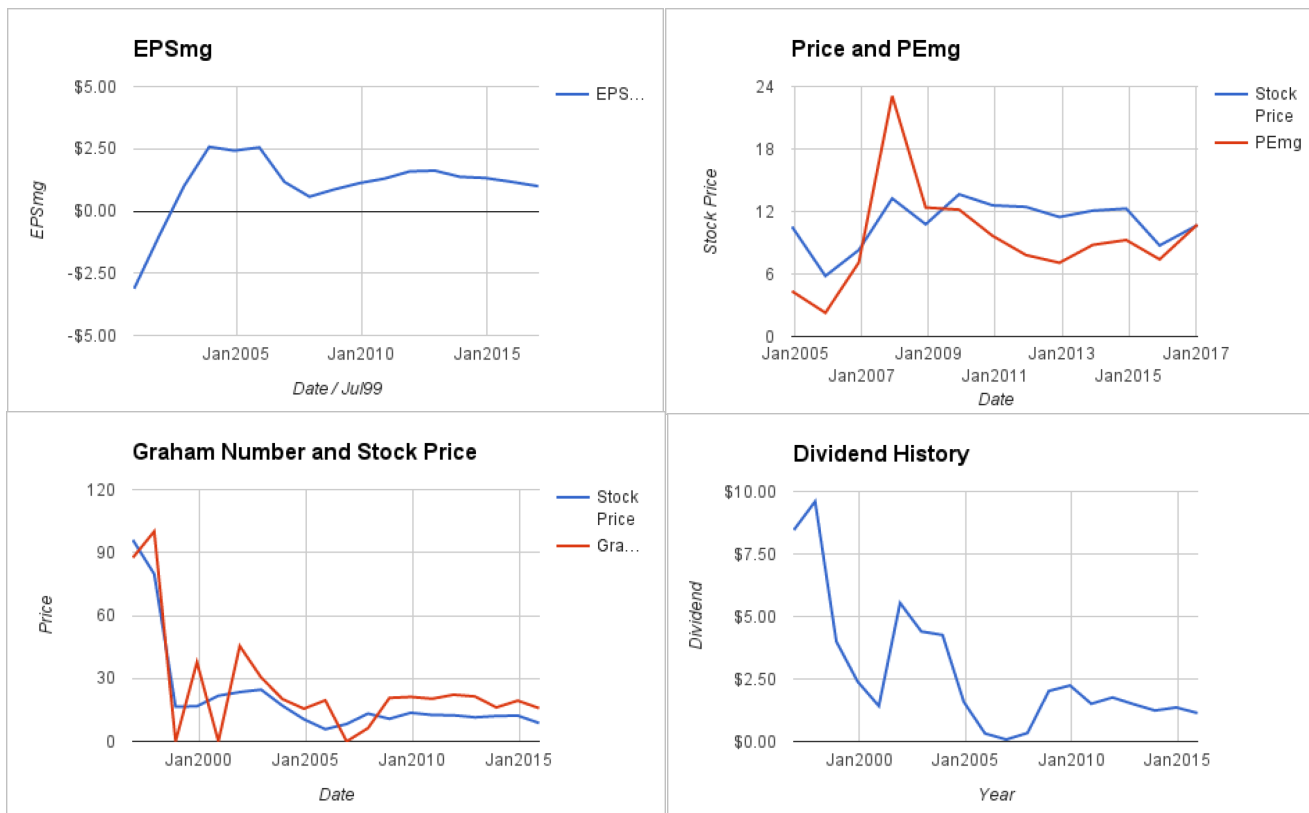 EPSmg
$5.00
$2.50
$0.00
-$2.50
-$5.00
EPSmg
Jan2005
Jan2010
Jan2015
Date / Jul99
EPS...
Price and PEmg
24
18
12
6
0
Stock Price
Jan2005
Jan2009
Jan2013
Jan2017
Jan2007
Jan2011
Jan2015
Date
Stock
Price
PEmg
Graham Number and Stock Price
120
90
60
30
0
Price
Jan2000
Jan2005
Jan2010
Jan2015
Date
Stock
Price
Gra...
Dividend History
$10.00
$7.50
$5.00
$2.50
$0.00
Dividend
Jan2000
Jan2005
Jan2010
Jan2015
Year